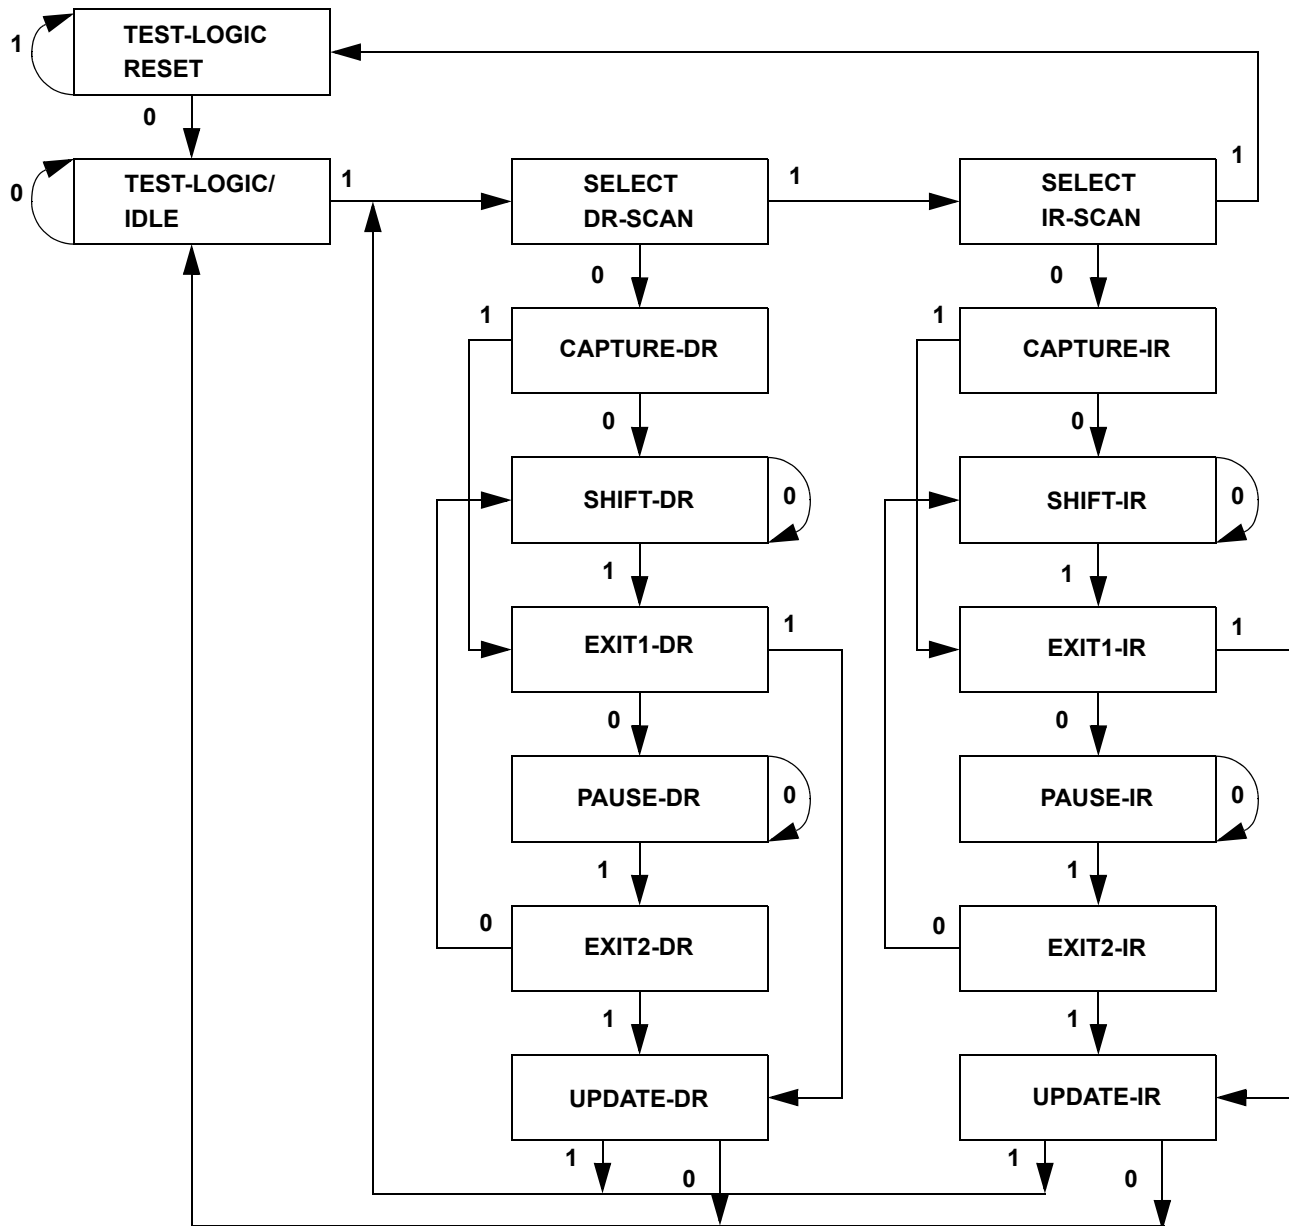 1
TEST-LOGIC
RESET
0
0
TEST-LOGIC/
IDLE
1
SELECT
DR-SCAN
1
SELECT
IR-SCAN
1
0
0
1
CAPTURE-DR
1
CAPTURE-IR
0
0
SHIFT-DR
0
SHIFT-IR
0
1
1
EXIT1-DR
1
EXIT1-IR
1
0
0
PAUSE-DR
0
PAUSE-IR
0
1
1
0
EXIT2-DR
0
EXIT2-IR
1
1
UPDATE-DR
UPDATE-IR
1
0
1
0